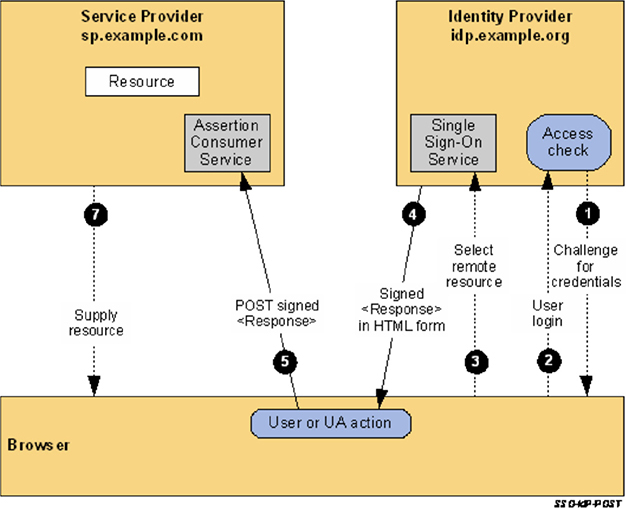 Service Provider
sp.example.com
Resource
Assertion
Consumer
Service
Identity Provider
idp.example.org
Single
Sign-On
Service
Access
check
7
4
1
Supply
resource
POST signed
<Response>
5
Signed
<Response>
in HTML form
Select
remote
resource
3
Challenge
for
credentials
User
login
2
User or UA action
Browser
SSO-IdP-POST